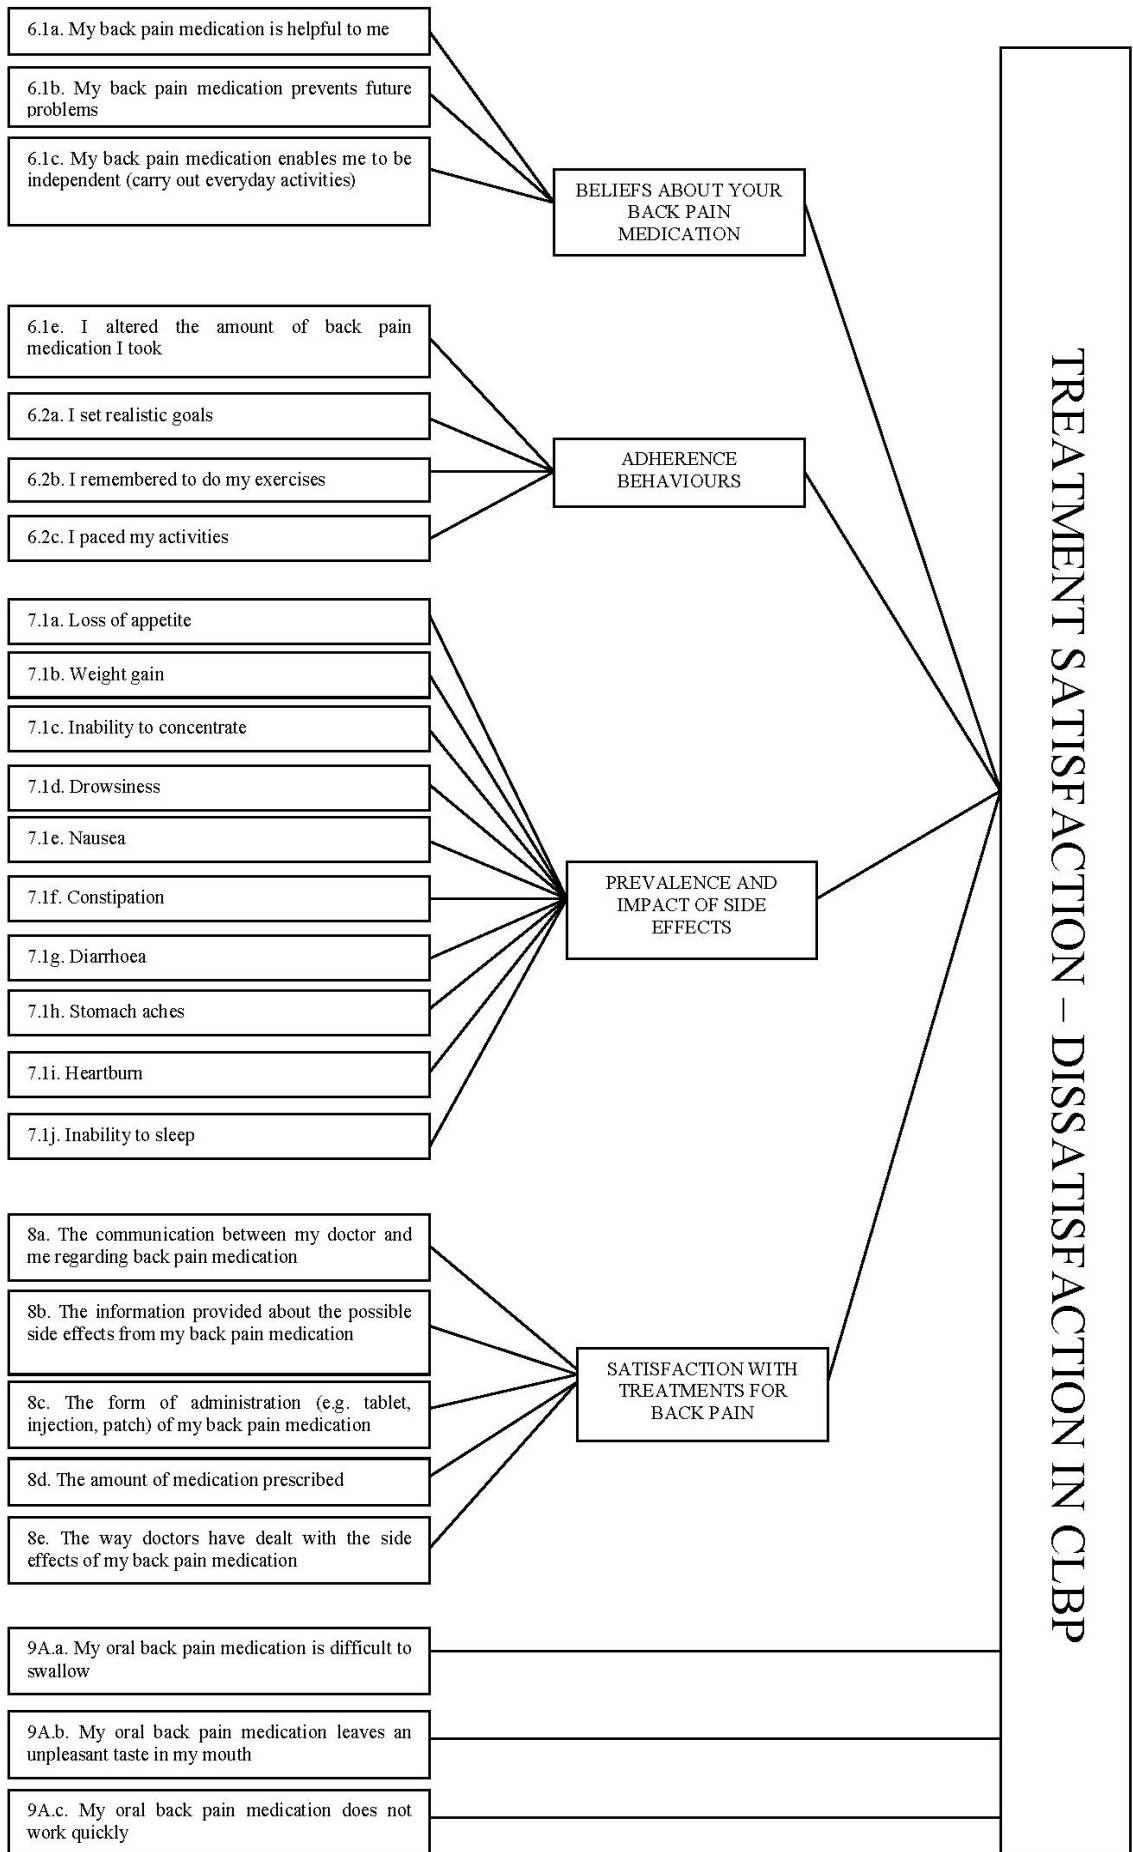 6.1a. My back pain medication is helpful to me
6.1b. My back pain medication prevents future
problems
6.1c. My back pain medication enables me to be
independent (carry out everyday activities)
BELIEFS ABOUT YOUR
BACK PAIN
MEDICATION
6.1e. I altered the amount of back pain
medication I took
6.2a. I set realistic goals
6.2b. I remembered to do my exercises
6.2c. I paced my activities
ADHERENCE
BEHAVIOURS
7.1a. Loss of appetite
7.1b. Weight gain
7.1c. Inability to concentrate
7.1d. Drowsiness
7.1e. Nausea
7.1f. Constipation
7.1g. Diarrhoea
7.1h. Stomach aches
7.1i. Heartburn
7.1j. Inability to sleep
PREVALENCE AND
IMPACT OF SIDE
EFFECTS
8a. The communication between my doctor and
me regarding back pain medication
8b. The information provided about the possible
side effects from my back pain medication
8c. The form of administration (e.g. tablet,
injection, patch) of my back pain medication
8d. The amount of medication prescribed
8e. The way doctors have dealt with the side
effects of my back pain medication
SATISFACTION WITH
TREATMENTS FOR
BACK PAIN
9A.a. My oral back pain medication is difficult to
swallow
9A.b. My oral back pain medication leaves an
unpleasant taste in my mouth
9A.c. My oral back pain medication does not
work quickly
TREATMENT SATISFACTION – DISSATISFACTION IN CLBP